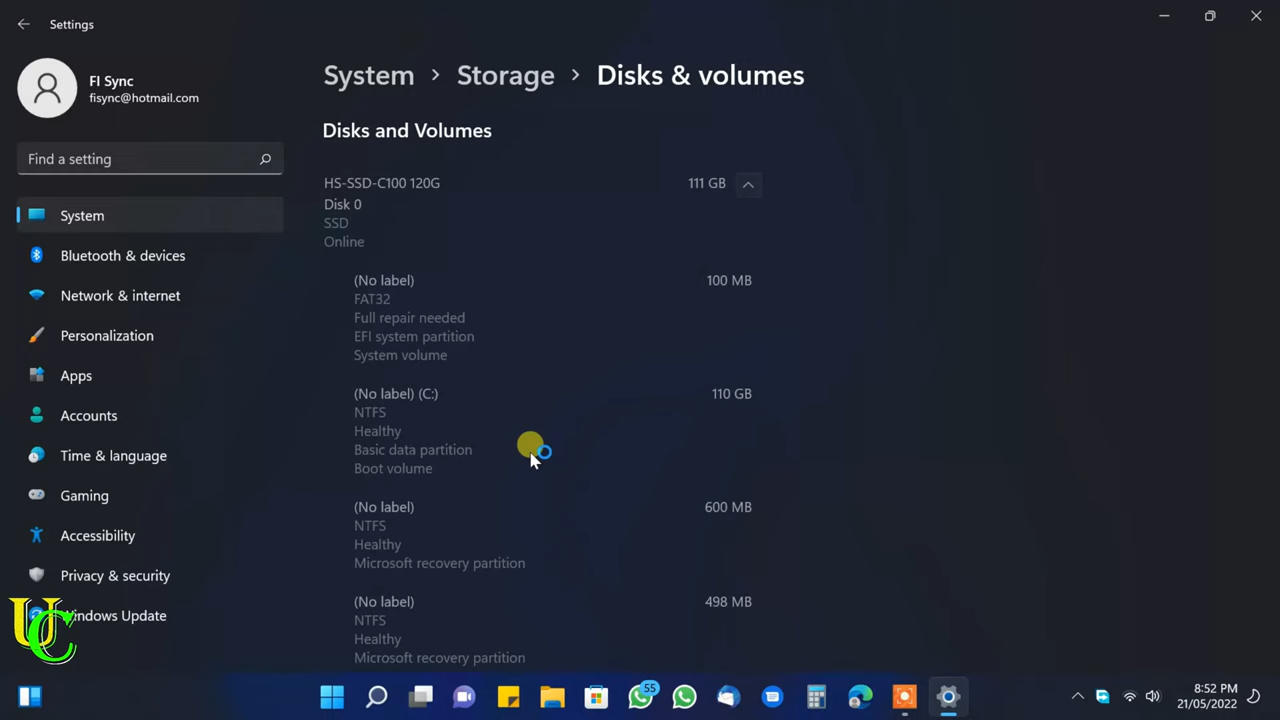 Settings
FI Sync
fisync@hotmail.com
Find a setting
System
Bluetooth & devices
Network & internet
Personalization
Apps
Accounts
Time & language
Gaming
Accessibility
Privacy & security
Windows Update
UC
System > Storage > Disks & volumes
Disks and Volumes
HS-SSD-C100 120G 111 GB
Disk 0
SSD
Online
(No label) 100 MB
FAT32
Full repair needed
EFI system partition
System volume
(No label) (C:) 110 GB
NTFS
Healthy
Basic data partition
Boot volume
(No label) 600 MB
NTFS
Healthy
Microsoft recovery partition
(No label) 498 MB
NTFS
Healthy
Microsoft recovery partition
55
8:52 PM
21/05/2022